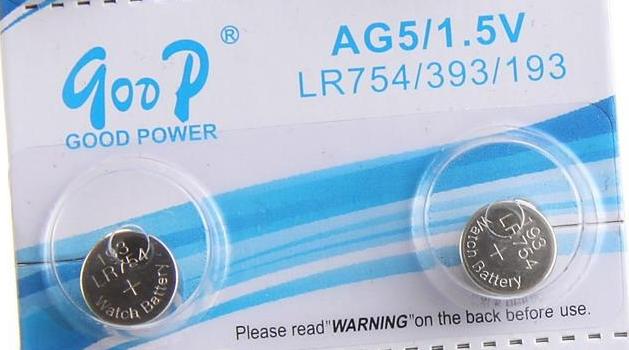 gooP®
GOOD POWER
AG5/1.5V
LR754/393/193
193
LR754
+
Watch Battery
193
LR754
+
Watch Battery
Please read"WARNING"on the back before use.